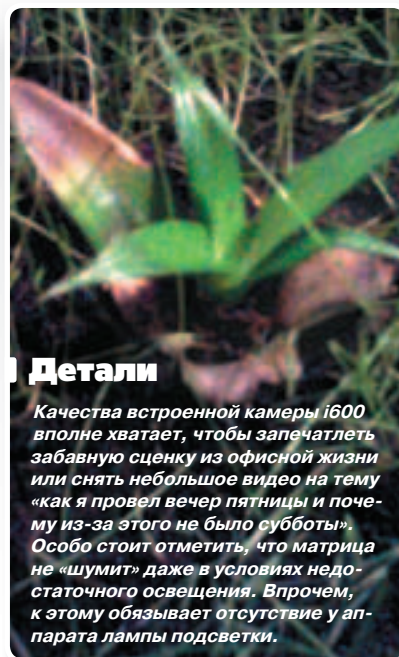 Детали
Качества встроенной камеры i600
вполне хватает, чтобы запечатлеть
забавную сценку из офисной жизни
или снять небольшое видео на тему
«как я провел вечер пятницы и поче-
му из-за этого не было субботы».
Особо стоит отметить, что матрица
не «шумит» даже в условиях недо-
статочного освещения. Впрочем,
к этому обязывает отсутствие у ап-
парата лампы подсветки.